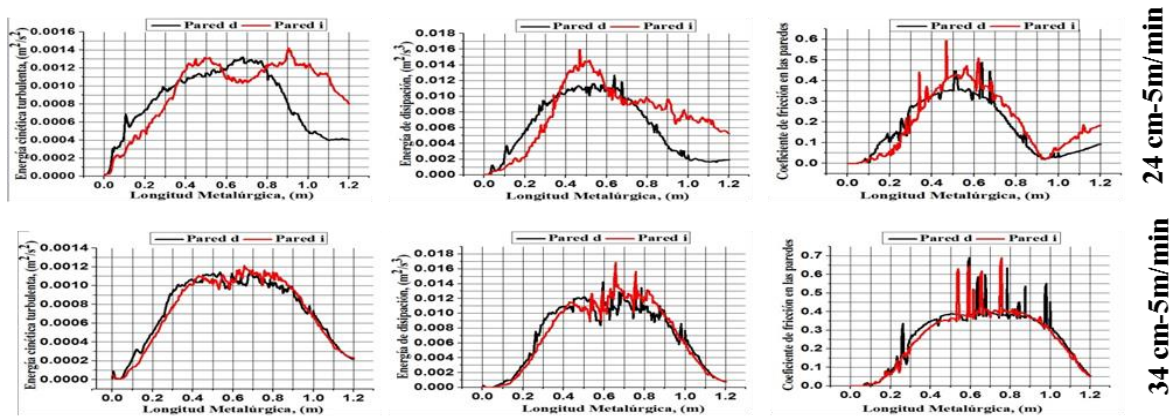 Pared d Pared i
Energía cinética turbulenta, (m²/s²)
0.0016
0.0014
0.0012
0.0010
0.0008
0.0006
0.0004
0.0002
0.0000
0.0 0.2 0.4 0.6 0.8 1.0 1.2
Longitud Metalúrgica, (m)
Pared d Pared i
Energía de disipación, (m²/s³)
0.018
0.016
0.014
0.012
0.010
0.008
0.006
0.004
0.002
0.000
0.0 0.2 0.4 0.6 0.8 1.0 1.2
Longitud Metalúrgica, (m)
Pared d Pared i
Coeficiente de fricción en las paredes
0.6
0.5
0.4
0.3
0.2
0.1
0.0
0.0 0.2 0.4 0.6 0.8 1.0 1.2
Longitud Metalúrgica, (m)
24 cm-5m/min
Pared d Pared i
Energía cinética turbulenta, (m²/s²)
0.0014
0.0012
0.0010
0.0008
0.0006
0.0004
0.0002
0.0000
0.0 0.2 0.4 0.6 0.8 1.0 1.2
Longitud Metalúrgica, (m)
Pared d Pared i
Energía de disipación, (m²/s³)
0.018
0.016
0.014
0.012
0.010
0.008
0.006
0.004
0.002
0.000
0.0 0.2 0.4 0.6 0.8 1.0 1.2
Longitud Metalúrgica, (m)
Pared d Pared i
Coeficiente de fricción en las paredes
0.7
0.6
0.5
0.4
0.3
0.2
0.1
0.0
0.0 0.2 0.4 0.6 0.8 1.0 1.2
Longitud Metalúrgica, (m)
34 cm-5m/min